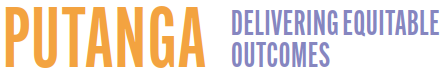 PUTANGA
DELIVERING EQUITABLE
OUTCOMES